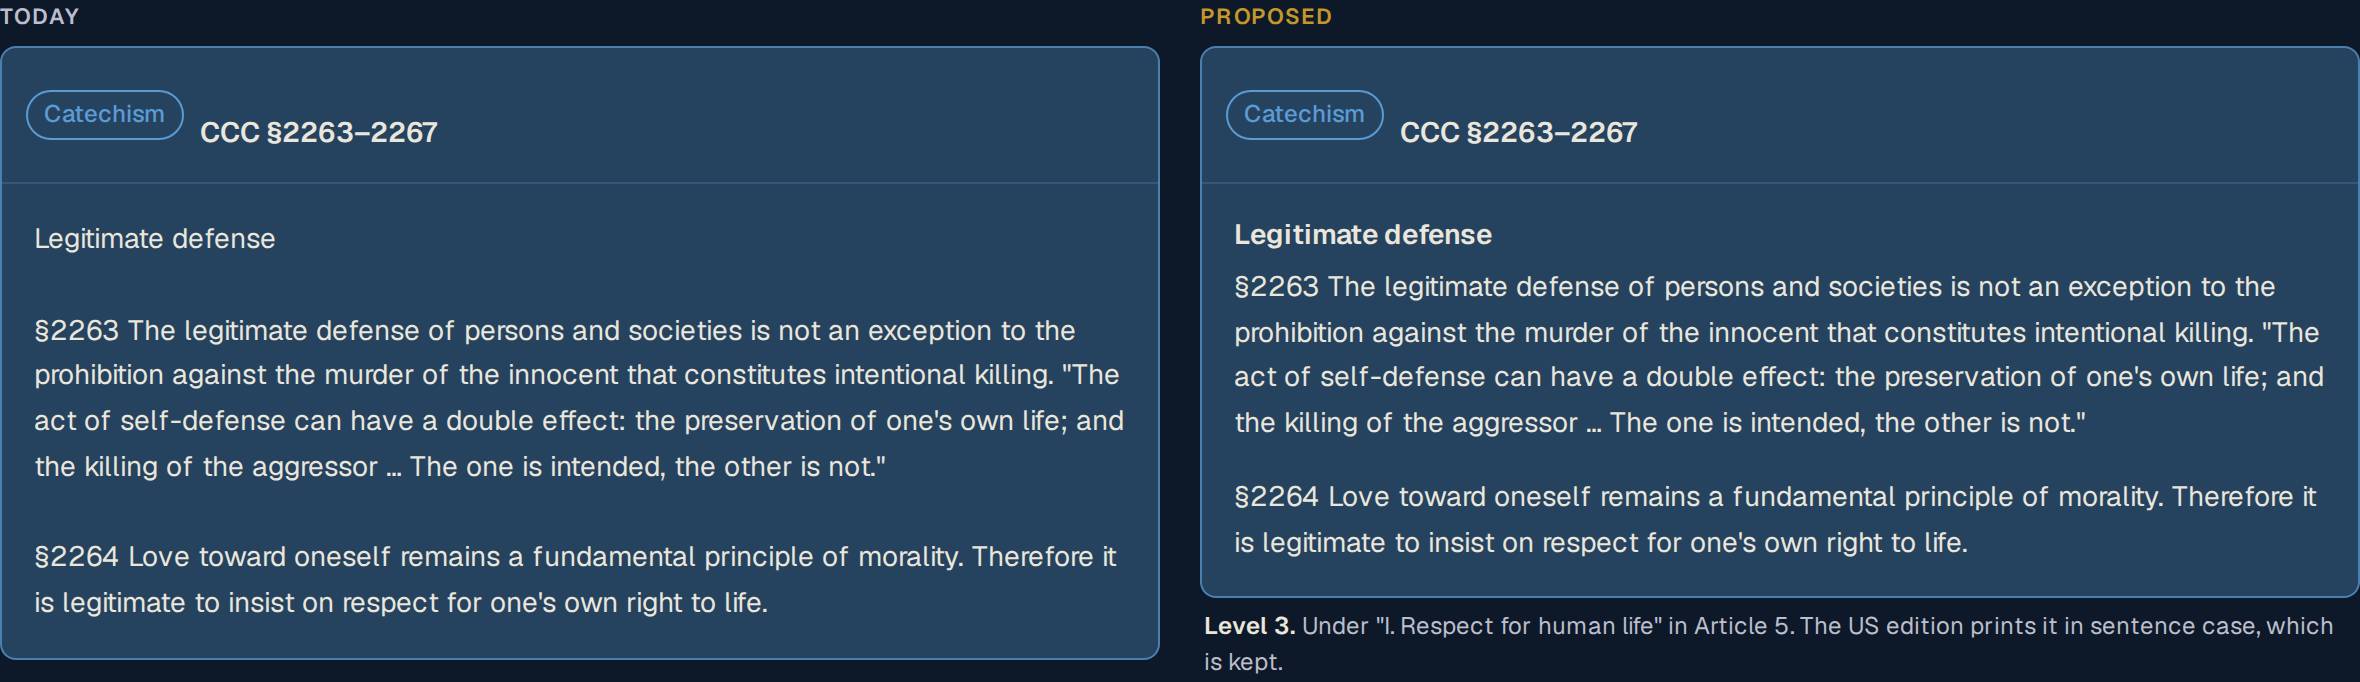 TODAY
Catechism
CCC §2263–2267
Legitimate defense
§2263 The legitimate defense of persons and societies is not an exception to the
prohibition against the murder of the innocent that constitutes intentional killing. "The
act of self-defense can have a double effect: the preservation of one's own life; and
the killing of the aggressor ... The one is intended, the other is not."
§2264 Love toward oneself remains a fundamental principle of morality. Therefore it
is legitimate to insist on respect for one's own right to life.
PROPOSED
Catechism
CCC §2263–2267
Legitimate defense
§2263 The legitimate defense of persons and societies is not an exception to the
prohibition against the murder of the innocent that constitutes intentional killing. "The
act of self-defense can have a double effect: the preservation of one's own life; and
the killing of the aggressor ... The one is intended, the other is not."
§2264 Love toward oneself remains a fundamental principle of morality. Therefore it
is legitimate to insist on respect for one's own right to life.
Level 3. Under "I. Respect for human life" in Article 5. The US edition prints it in sentence case, which
is kept.